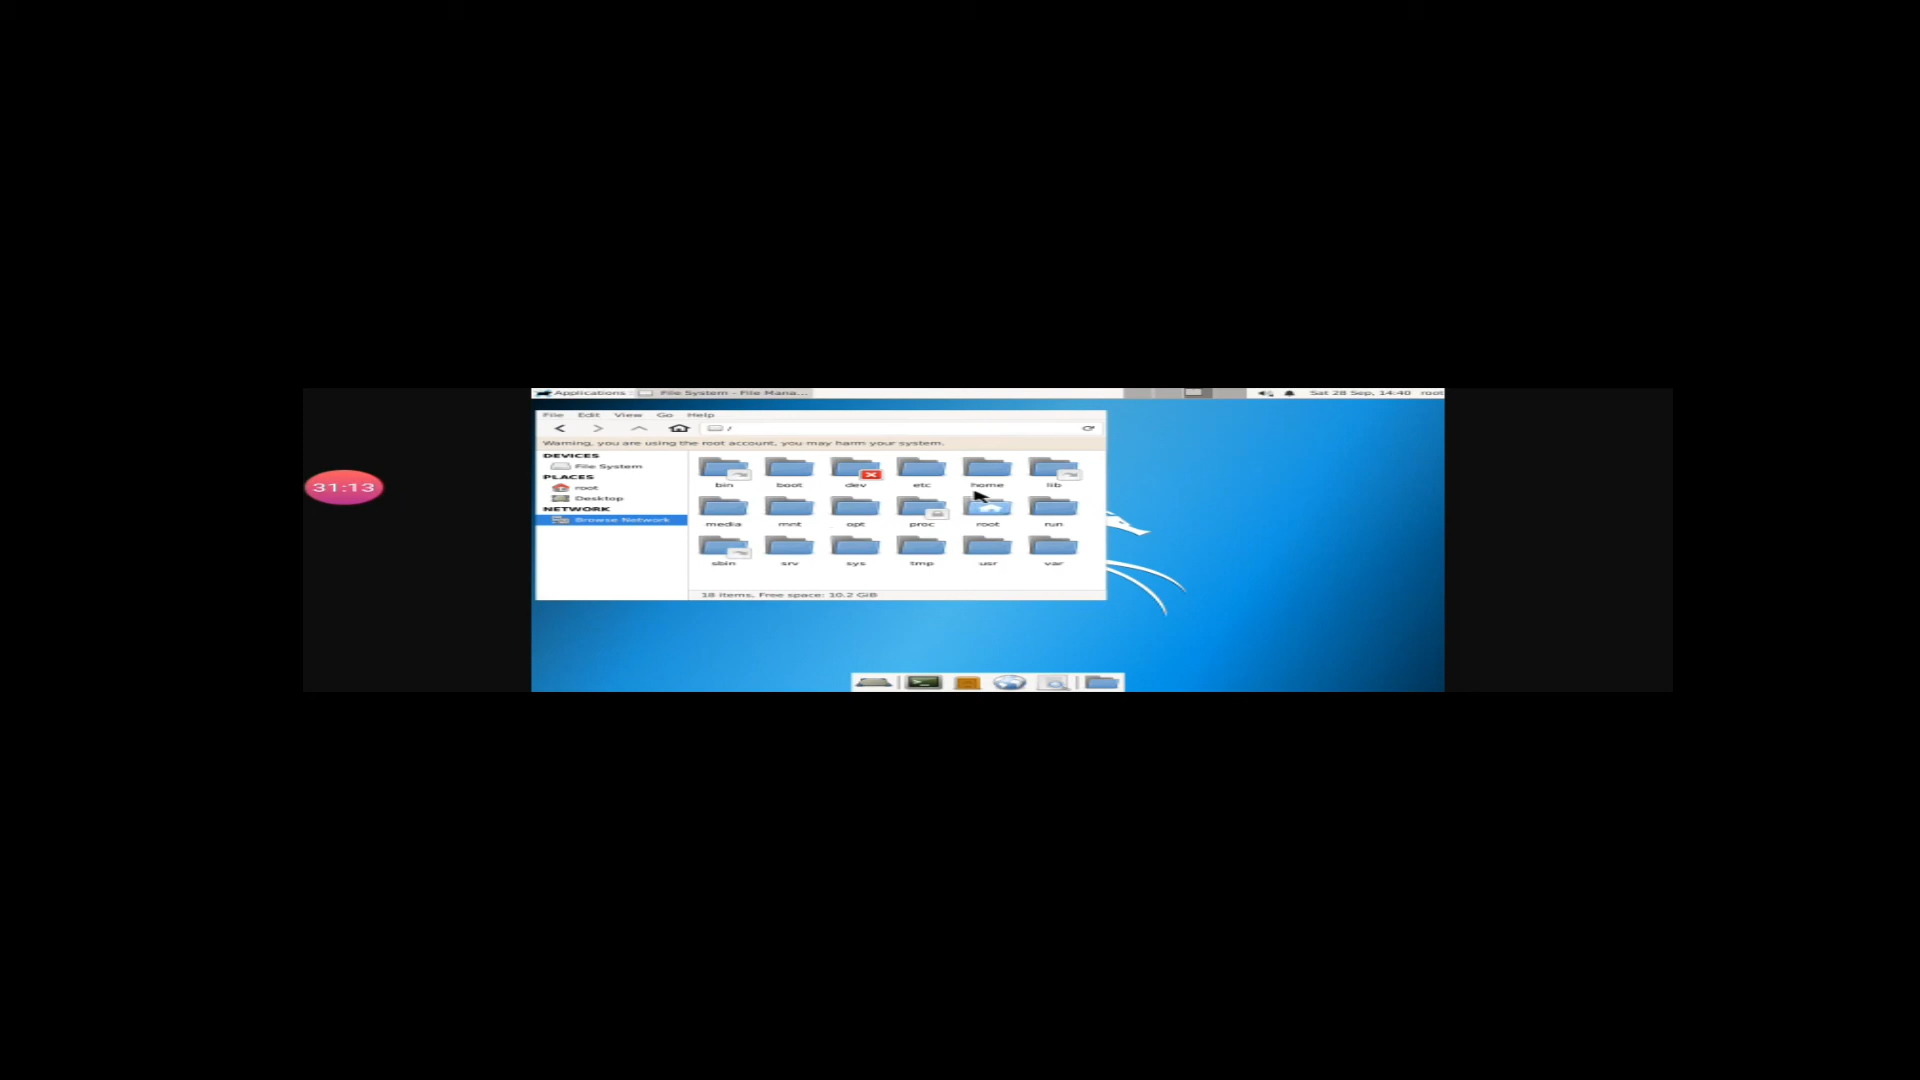 Applications File System - File Mana... Sat 28 Sep, 14:40 root
File Edit View Go Help
/
Warning, you are using the root account, you may harm your system.
DEVICES
File System
PLACES
root
Desktop
NETWORK
Browse Network
bin boot dev etc home lib
media mnt opt proc root run
sbin srv sys tmp usr var
18 items, Free space: 10.2 GiB
31:13